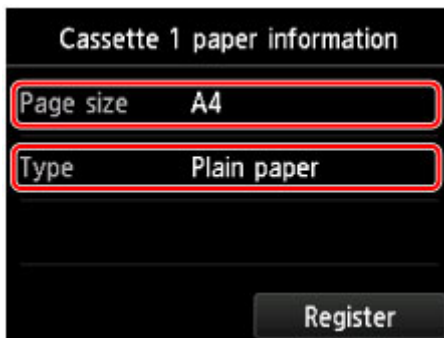 Cassette 1 paper information
Page size A4
Type Plain paper
Register